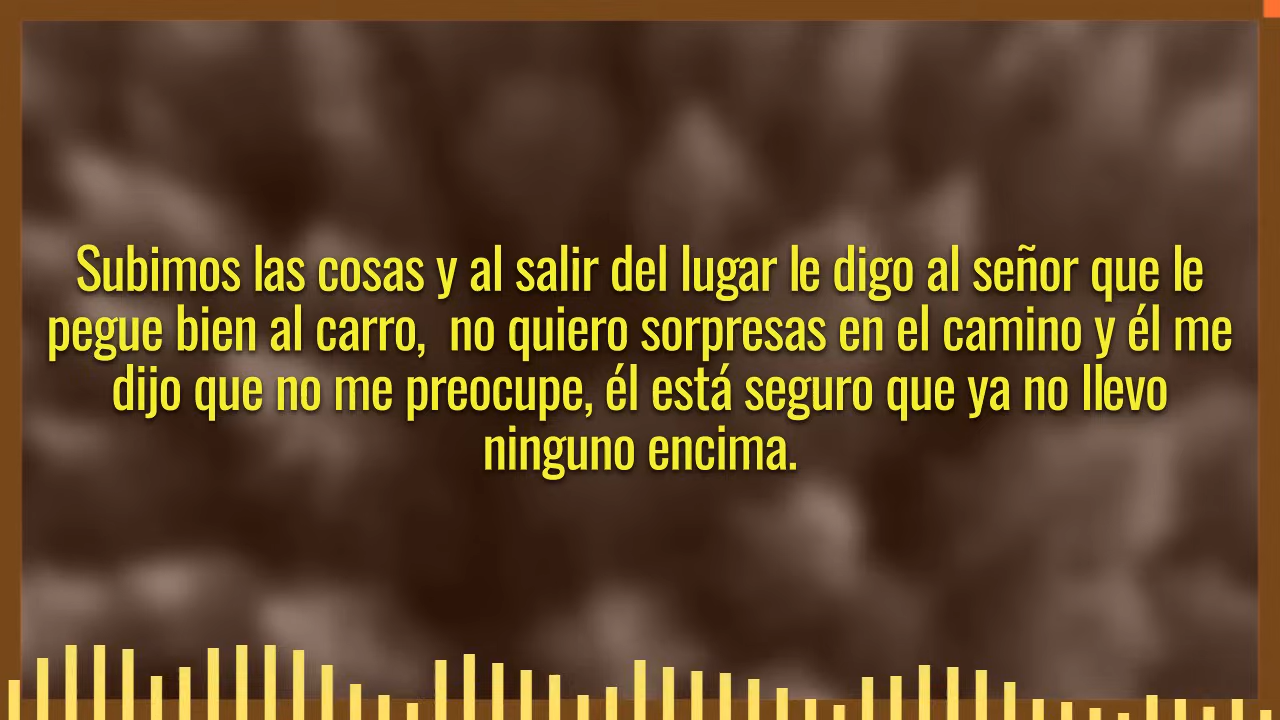 Subimos las cosas y al salir del lugar le digo al señor que le
pegue bien al carro,  no quiero sorpresas en el camino y él me
dijo que no me preocupe, él está seguro que ya no llevo
ninguno encima.